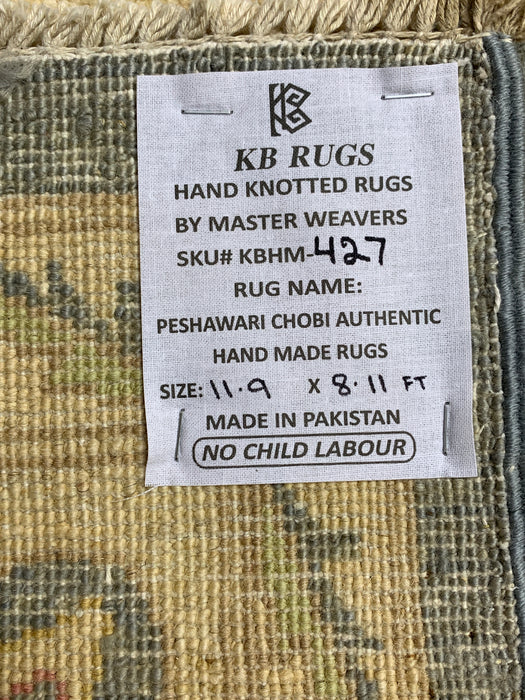 KB RUGS
HAND KNOTTED RUGS
BY MASTER WEAVERS
SKU# KBHM-427
RUG NAME:
PESHAWARI CHOBI AUTHENTIC
HAND MADE RUGS
SIZE: 11.9 X 8.11 FT
MADE IN PAKISTAN
NO CHILD LABOUR